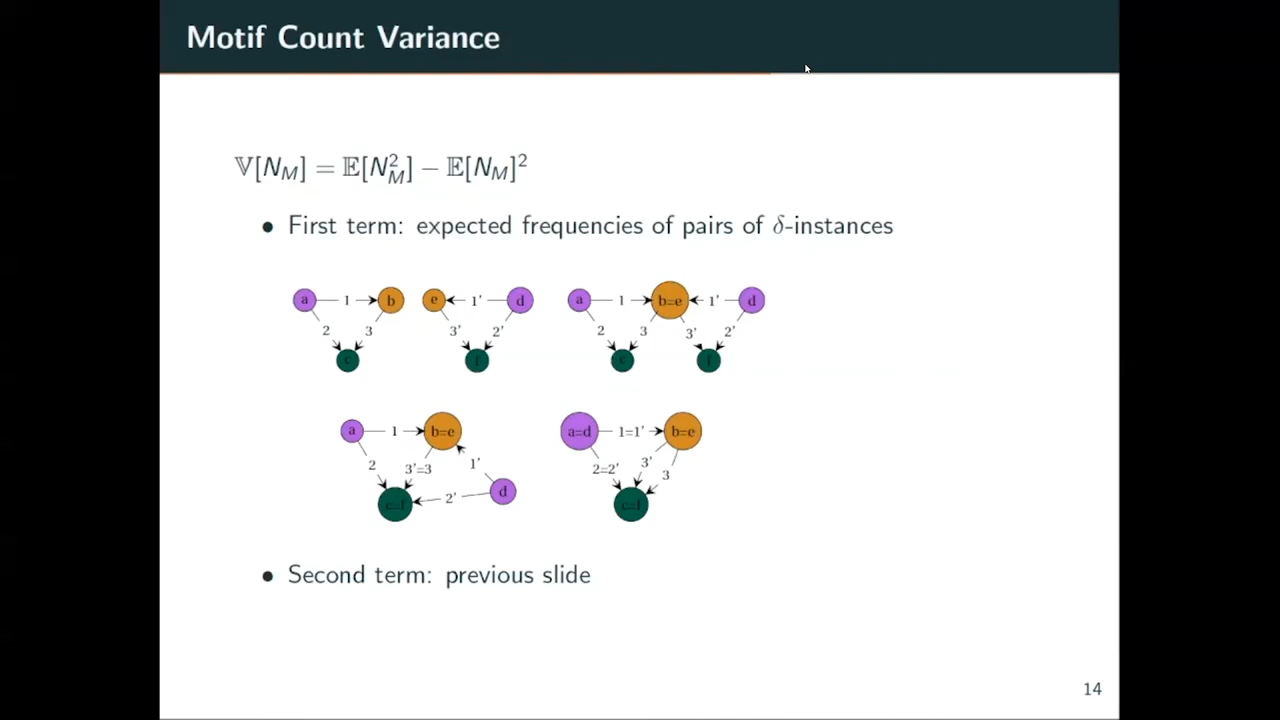 Motif Count Variance
𝕍[N_M] = 𝔼[N_M^2] − 𝔼[N_M]^2
• First term: expected frequencies of pairs of δ-instances
a 1 b e 1' d a 1 b=e 1' d
2 3 3' 2' 2 3 3' 2'
c f c f
a 1 b=e a=d 1=1' b=e
2 3'=3 1' 2=2' 3' 3
c=f 2' d c=f
• Second term: previous slide
14